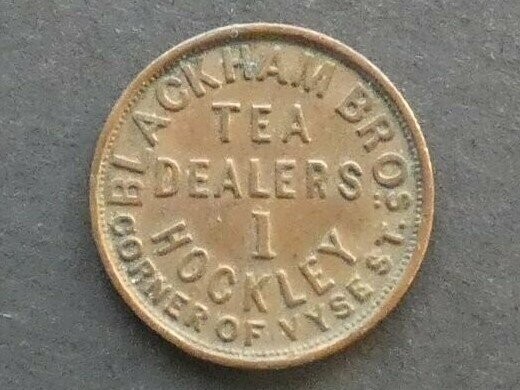 BLACKHAM BROS.
TEA
DEALERS
1
HOCKLEY
CORNER OF VYSE ST.